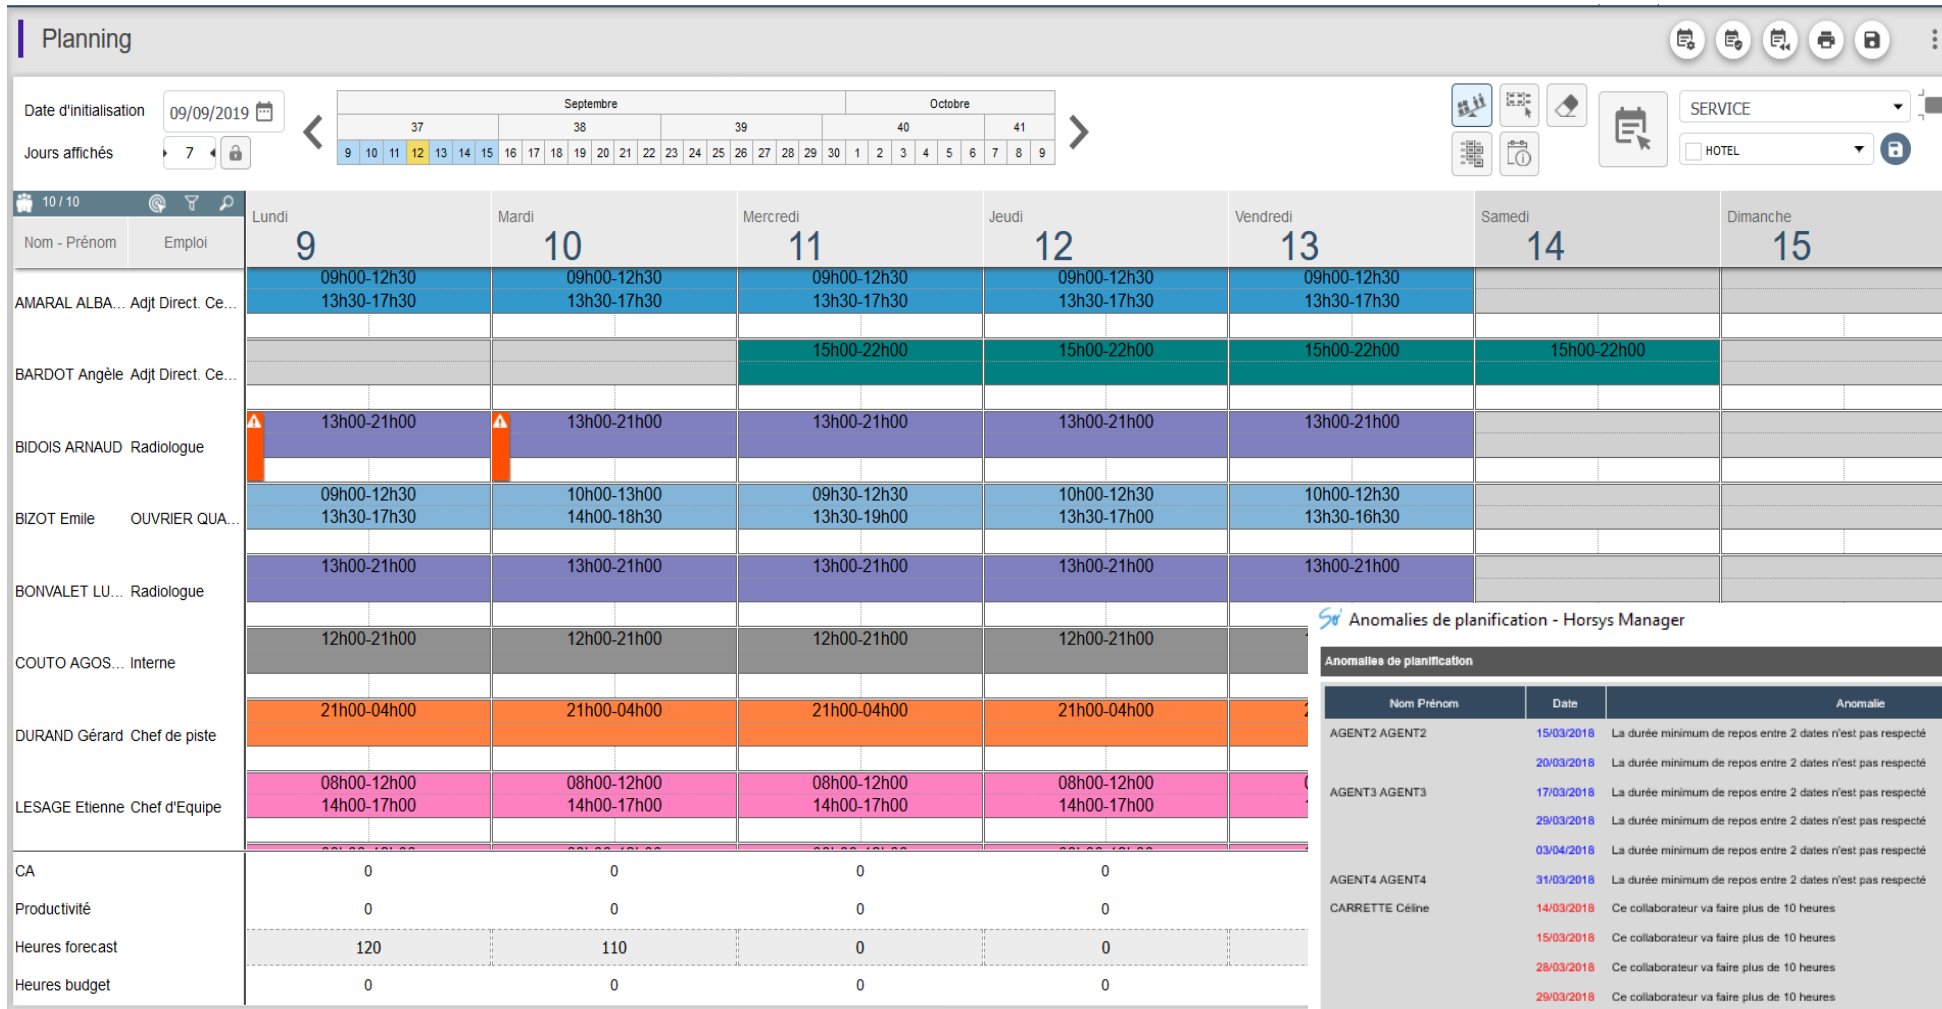 Planning
Date d'initialisation 09/09/2019
Jours affichés 7
Septembre Octobre
37 38 39 40 41
9 10 11 12 13 14 15 16 17 18 19 20 21 22 23 24 25 26 27 28 29 30 1 2 3 4 5 6 7 8 9
SERVICE
HOTEL
10 / 10
Nom - Prénom Emploi
Lundi Mardi Mercredi Jeudi Vendredi Samedi Dimanche
9 10 11 12 13 14 15
09h00-12h30 09h00-12h30 09h00-12h30 09h00-12h30 09h00-12h30
AMARAL ALBA... Adjt Direct. Ce... 13h30-17h30 13h30-17h30 13h30-17h30 13h30-17h30 13h30-17h30
15h00-22h00 15h00-22h00 15h00-22h00 15h00-22h00
BARDOT Angèle Adjt Direct. Ce...
13h00-21h00 13h00-21h00 13h00-21h00 13h00-21h00 13h00-21h00
BIDOIS ARNAUD Radiologue
09h00-12h30 10h00-13h00 09h30-12h30 10h00-12h30 10h00-12h30
BIZOT Emile OUVRIER QUA... 13h30-17h30 14h00-18h30 13h30-19h00 13h30-17h00 13h30-16h30
13h00-21h00 13h00-21h00 13h00-21h00 13h00-21h00 13h00-21h00
BONVALET LU... Radiologue
12h00-21h00 12h00-21h00 12h00-21h00 12h00-21h00
COUTO AGOS... Interne
21h00-04h00 21h00-04h00 21h00-04h00 21h00-04h00
DURAND Gérard Chef de piste
08h00-12h00 08h00-12h00 08h00-12h00 08h00-12h00
LESAGE Etienne Chef d'Equipe 14h00-17h00 14h00-17h00 14h00-17h00 14h00-17h00
CA 0 0 0 0
Productivité 0 0 0 0
Heures forecast 120 110 0 0
Heures budget 0 0 0 0
Anomalies de planification - Horsys Manager
Anomalies de planification
Nom Prénom Date Anomalie
AGENT2 AGENT2 15/03/2018 La durée minimum de repos entre 2 dates n'est pas respecté
20/03/2018 La durée minimum de repos entre 2 dates n'est pas respecté
AGENT3 AGENT3 17/03/2018 La durée minimum de repos entre 2 dates n'est pas respecté
29/03/2018 La durée minimum de repos entre 2 dates n'est pas respecté
03/04/2018 La durée minimum de repos entre 2 dates n'est pas respecté
AGENT4 AGENT4 31/03/2018 La durée minimum de repos entre 2 dates n'est pas respecté
CARRETTE Céline 14/03/2018 Ce collaborateur va faire plus de 10 heures
15/03/2018 Ce collaborateur va faire plus de 10 heures
28/03/2018 Ce collaborateur va faire plus de 10 heures
29/03/2018 Ce collaborateur va faire plus de 10 heures